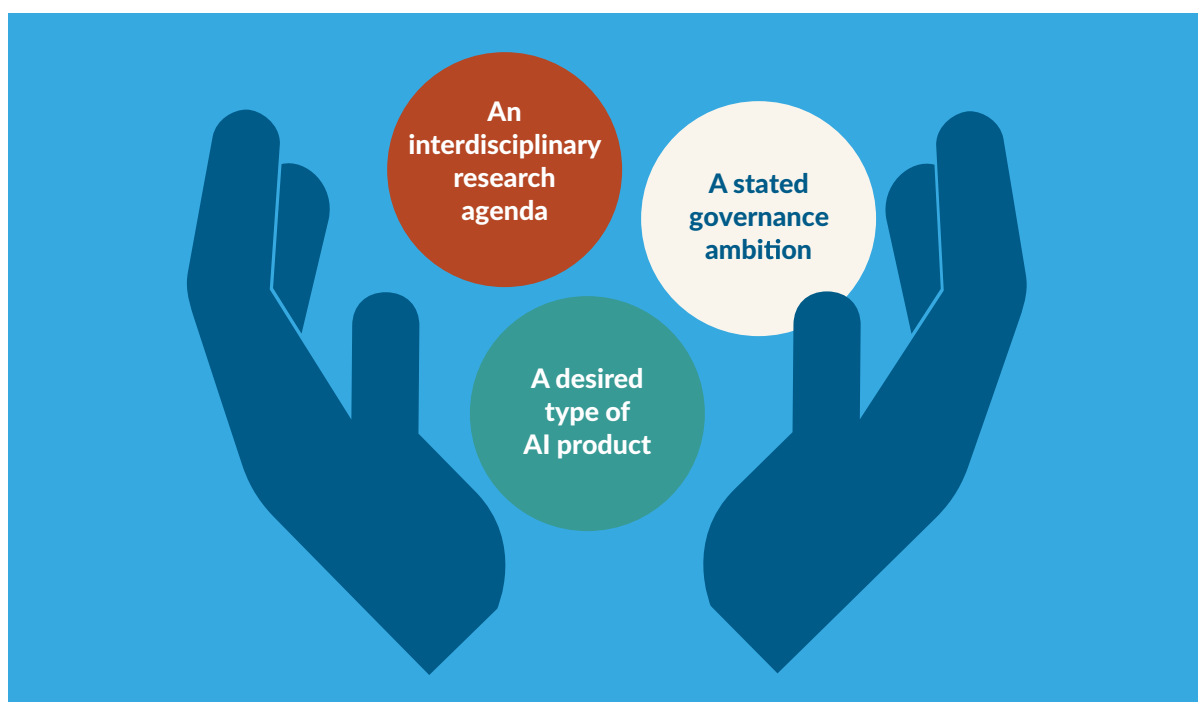 An
interdisciplinary
research
agenda
A stated
governance
ambition
A desired
type of
AI product